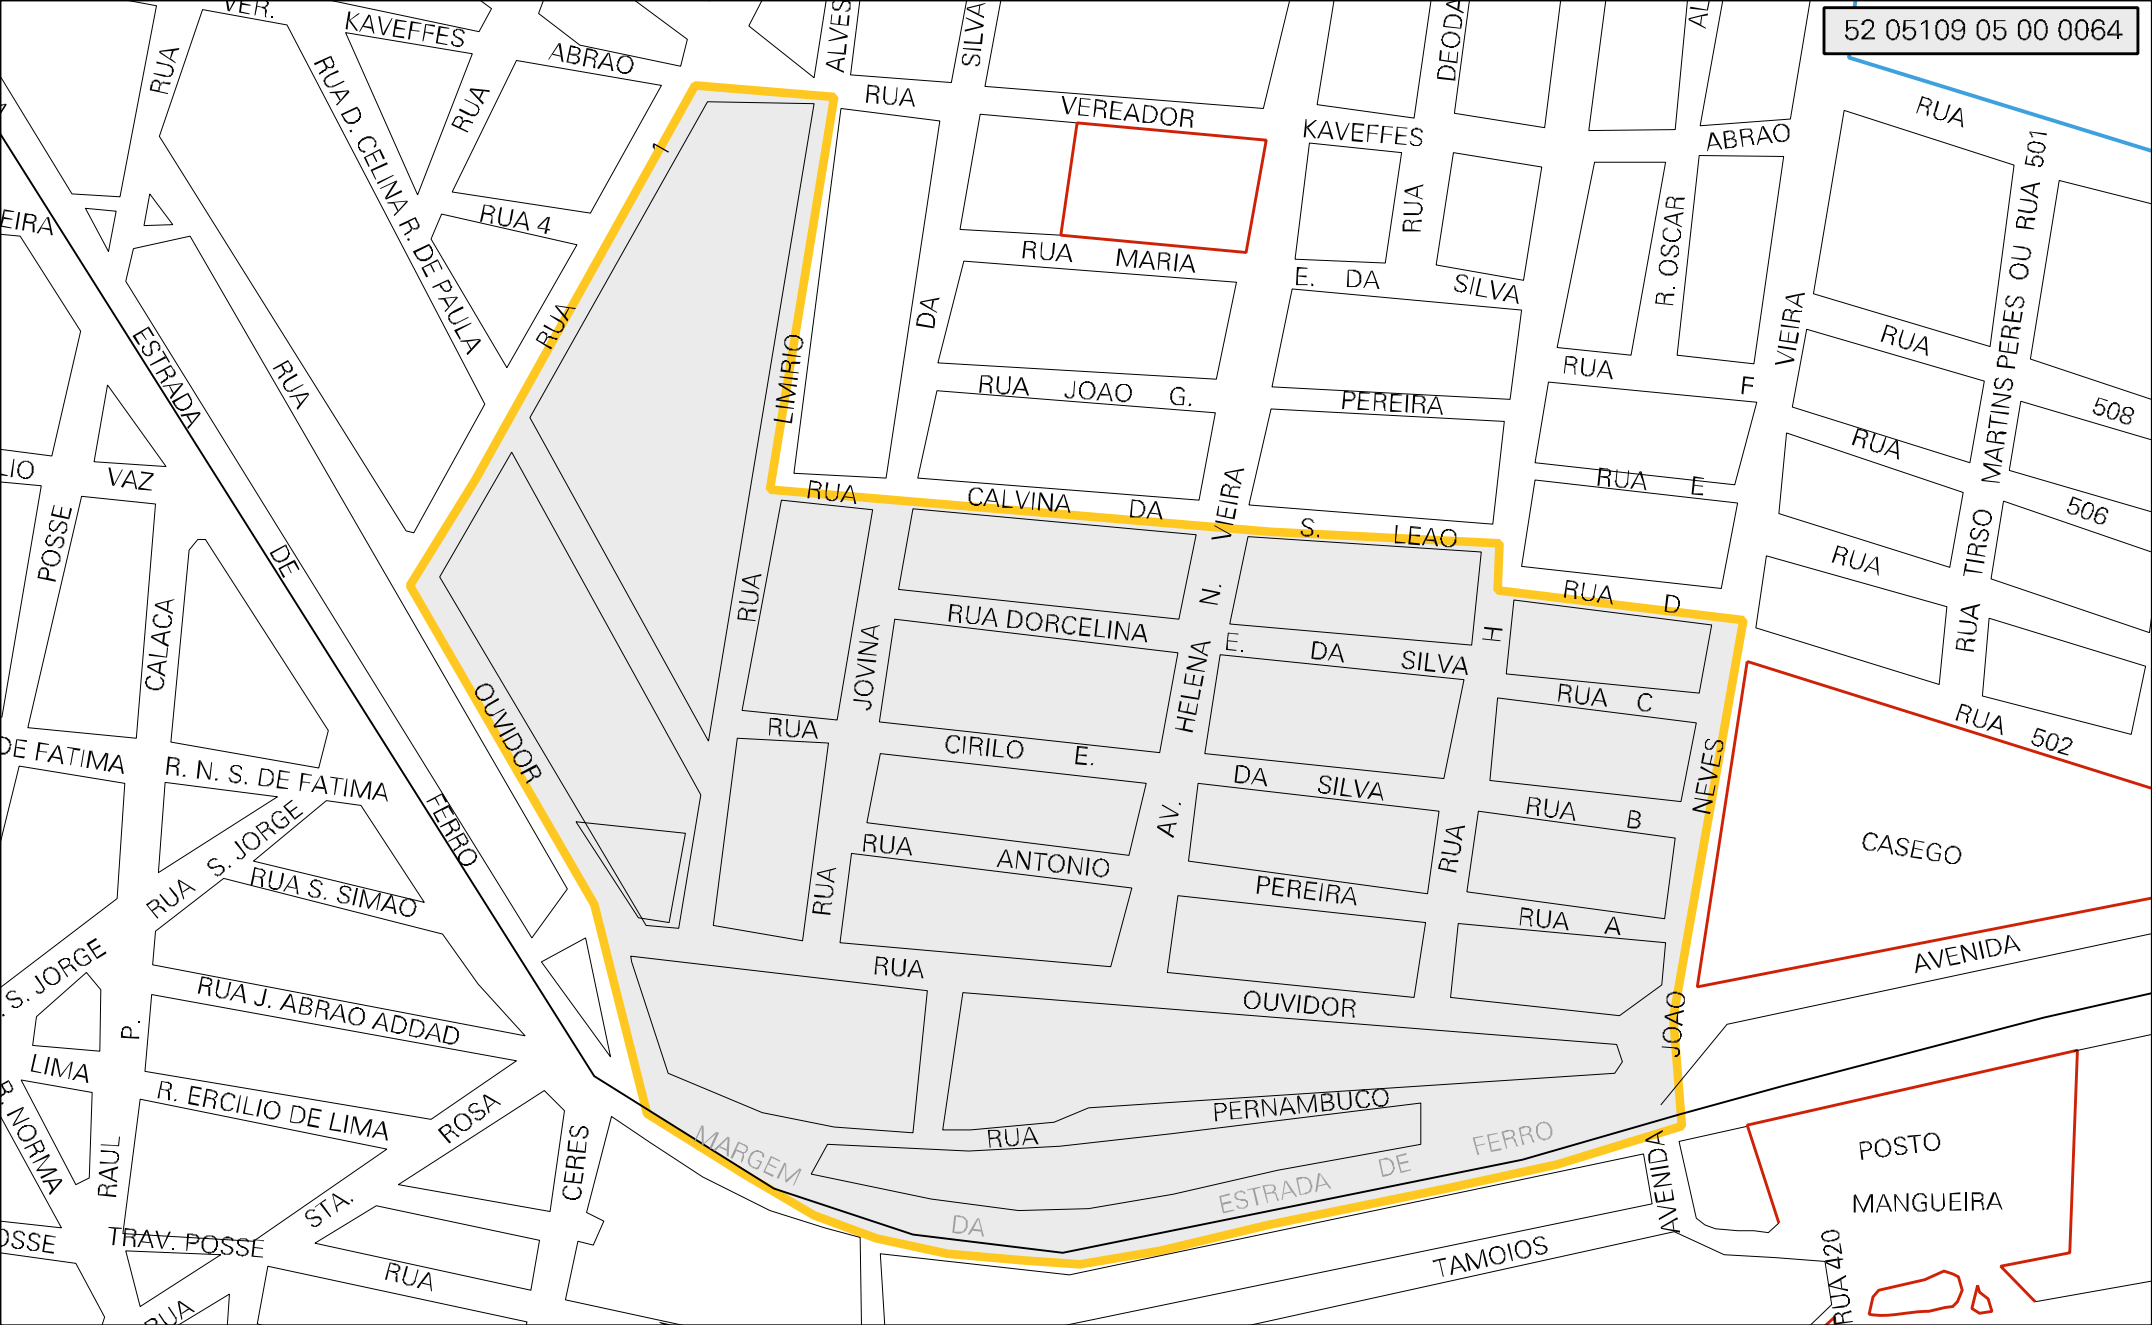 52 05109 05 00 0064
VER.
KAVEFFES
ABRAO
RUA
RUA
RUA D. CELINA R. DE PAULA
RUA 4
RUA 1
ALVES
SILVA
DEODA
AL
RUA VEREADOR KAVEFFES ABRAO
RUA
RUA
MARTINS PERES OU RUA 501
RUA MARIA E. DA SILVA
R. OSCAR
VIEIRA
DA
LIMIRIO
RUA JOAO G. PEREIRA
RUA F
RUA 508
RUA E
RUA 506
RUA CALVINA DA S. LEAO
VIEIRA
RUA D
RUA
TIRSO
RUA
RUA 502
EIRA
ESTRADA
RUA
DE
FERRO
LIO
VAZ
POSSE
CALACA
OUVIDOR
RUA
JOVINA
RUA
RUA DORCELINA E. DA SILVA
N.
HELENA
AV.
H
RUA
RUA C
RUA CIRILO E. DA SILVA
NEVES
RUA B
RUA ANTONIO PEREIRA
RUA A
CASEGO
AVENIDA
RUA OUVIDOR
JOAO
AVENIDA
DE FATIMA
R. N. S. DE FATIMA
RUA S. JORGE
RUA S. SIMAO
S. JORGE
RUA J. ABRAO ADDAD
P.
RAUL
LIMA
R. NORMA
R. ERCILIO DE LIMA
ROSA
STA.
CERES
OSSE
TRAV. POSSE
RUA
RUA
RUA PERNAMBUCO
MARGEM DA ESTRADA DE FERRO
TAMOIOS
POSTO
MANGUEIRA
RUA 420